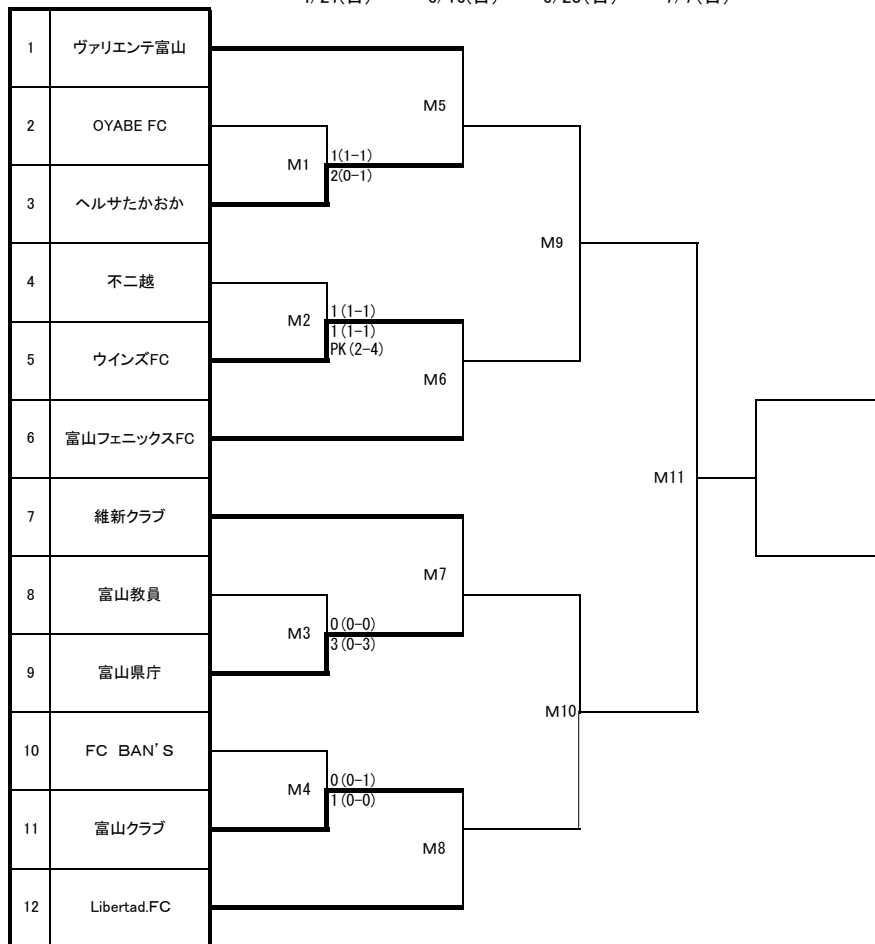 1 ヴァリエンテ富山
M5
2 OYABE FC
M1
1(1-1)
2(0-1)
3 ヘルサたかおか
M9
4 不二越
M2
1(1-1)
1(1-1)
PK(2-4)
5 ウインズFC
M6
6 富山フェニックスFC
M11
7 維新クラブ
M7
8 富山教員
M3
0(0-0)
3(0-3)
9 富山県庁
M10
10 FC BAN'S
M4
0(0-1)
1(0-0)
11 富山クラブ
M8
12 Libertad.FC